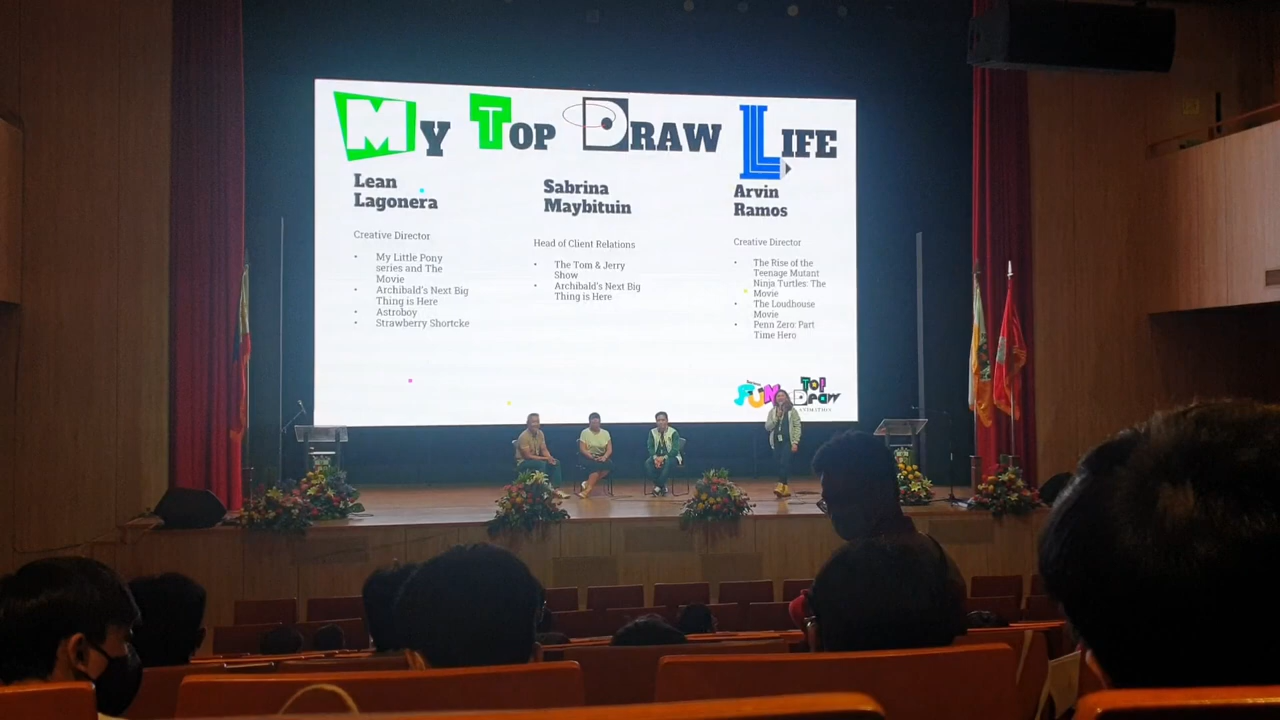 My Top Draw Life
Lean
Lagonera
Creative Director
• My Little Pony
series and The
Movie
• Archibald's Next Big
Thing is Here
• Astroboy
• Strawberry Shortcke
Sabrina
Maybituin
Head of Client Relations
• The Tom & Jerry
Show
• Archibald's Next Big
Thing is Here
Arvin
Ramos
Creative Director
• The Rise of the
Teenage Mutant
Ninja Turtles: The
Movie
• The Loudhouse
Movie
• Penn Zero: Part
Time Hero
FUN
Top
Draw
ANIMATION